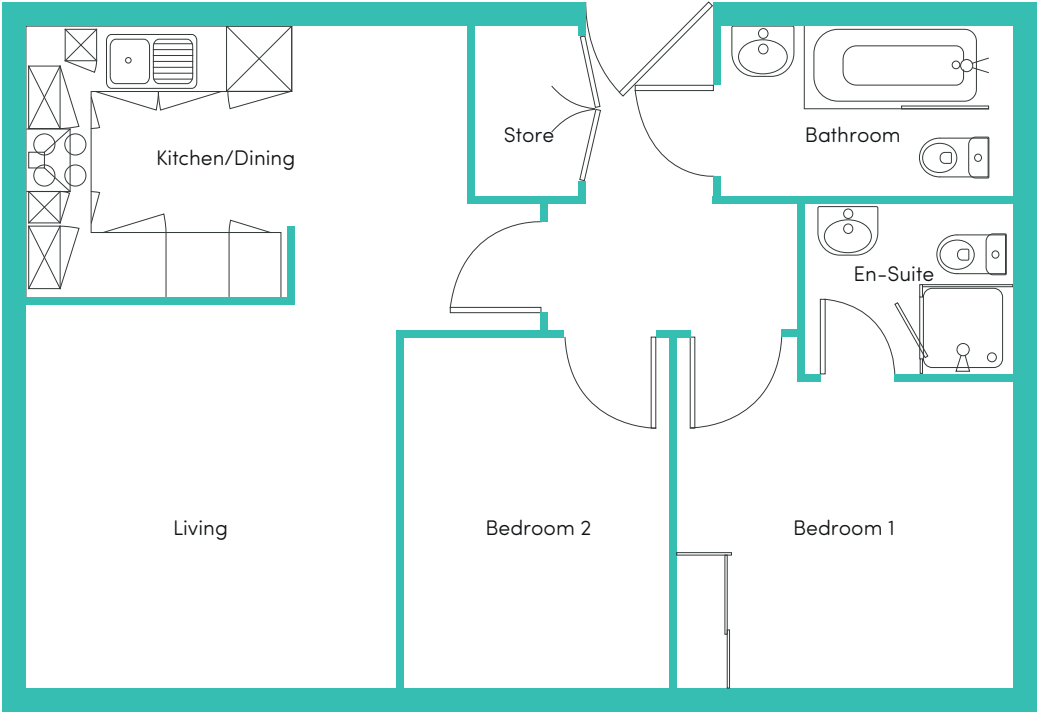 Store
Bathroom
Kitchen/Dining
En-Suite
Living
Bedroom 2
Bedroom 1